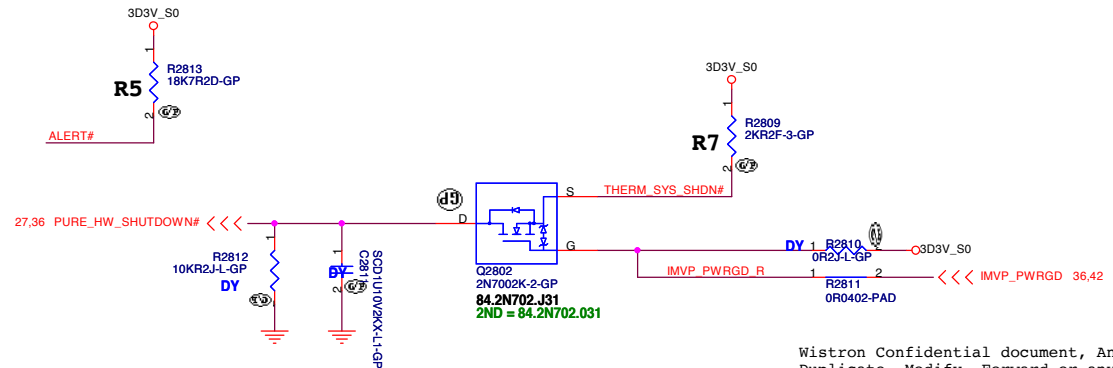 3D3V_S0
1
R2813
18K7R2D-GP
R5
2
ALERT#
3D3V_S0
1
R2809
2KR2F-3-GP
R7
2
S
THERM_SYS_SHDN#
GP
D
27,36 PURE_HW_SHUTDOWN#
1
R2812
10KR2J-L-GP
DY
1
DY
2
SCD1U10V2KX-L1-GP
G
Q2802
2N7002K-2-GP
84.2N702.J31
2ND = 84.2N702.031
DY 1 R2810
0R2J-L-GP
3D3V_S0
IMVP_PWRGD_R
1 2
R2811
0R0402-PAD
IMVP_PWRGD 36,42
Wistron Confidential document, An